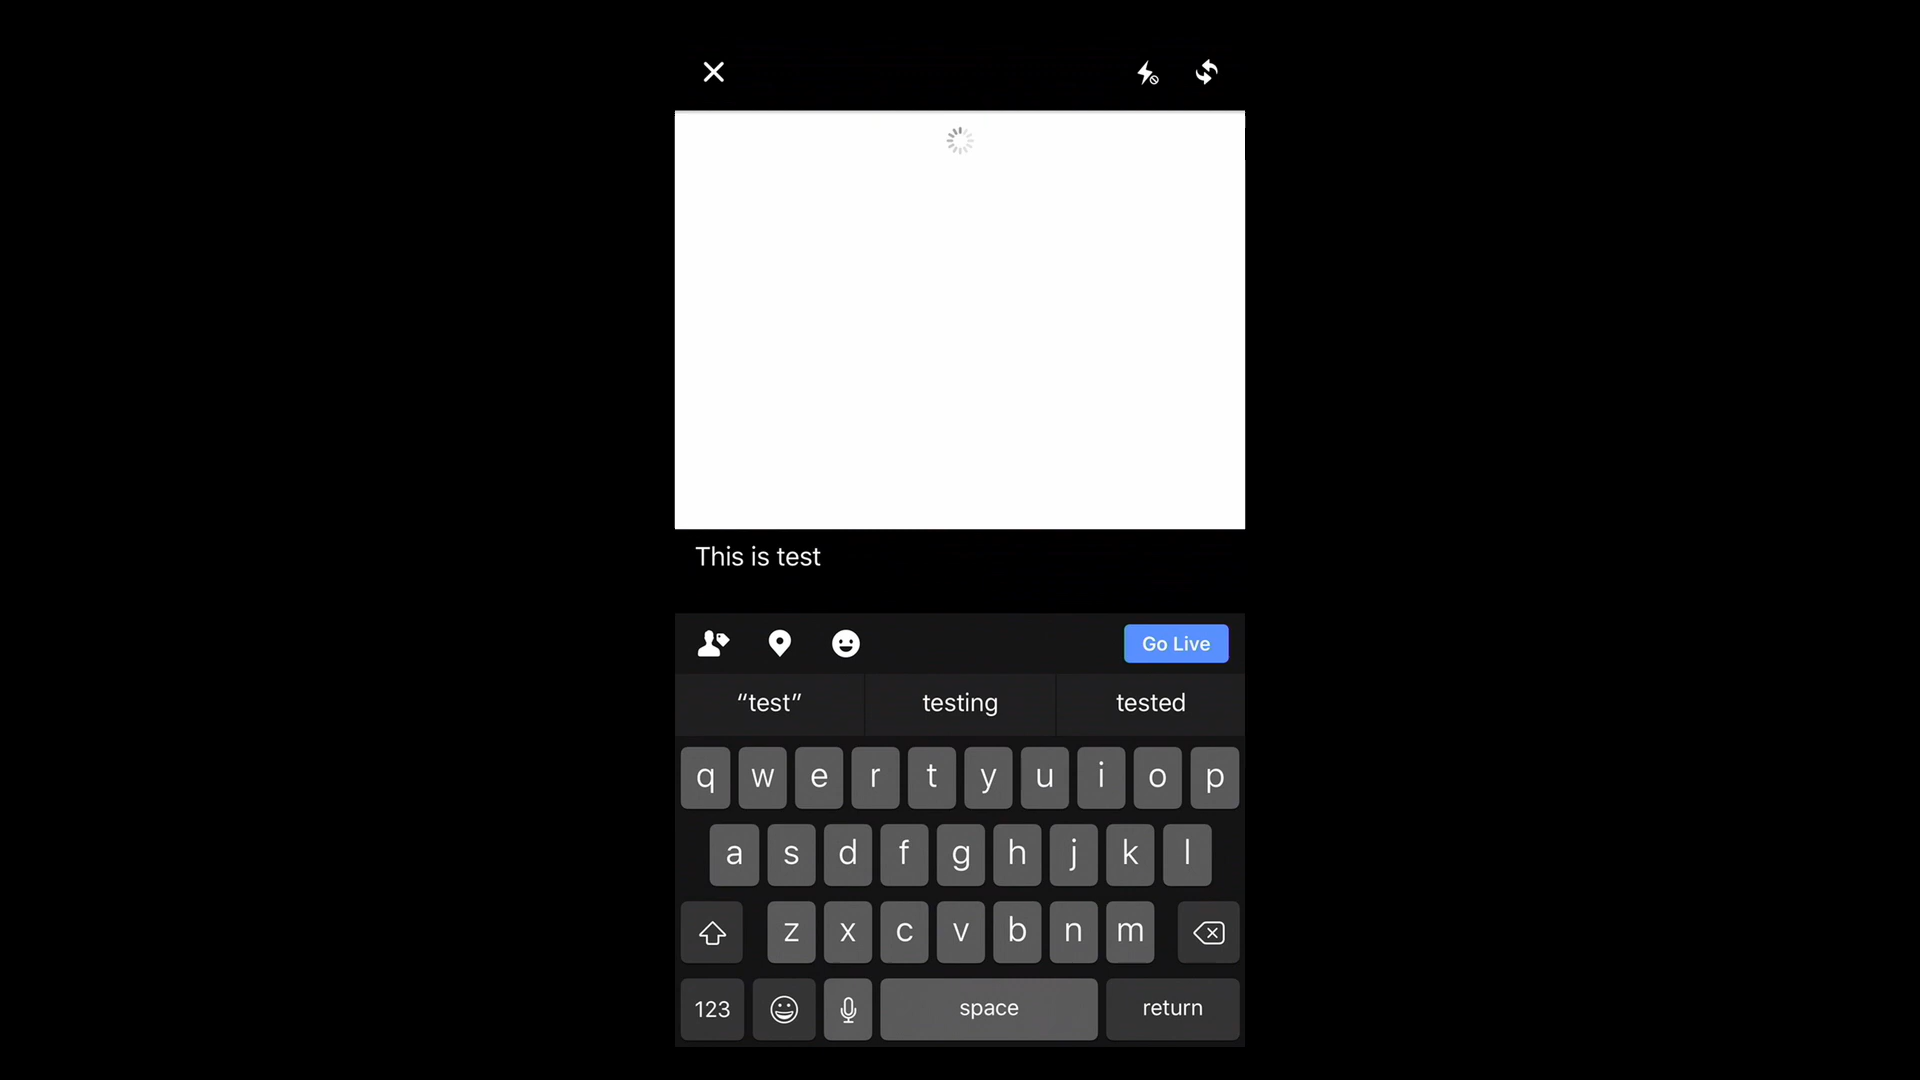 This is test
Go Live
“test” testing tested
q w e r t y u i o p
a s d f g h j k l
z x c v b n m
123 space return